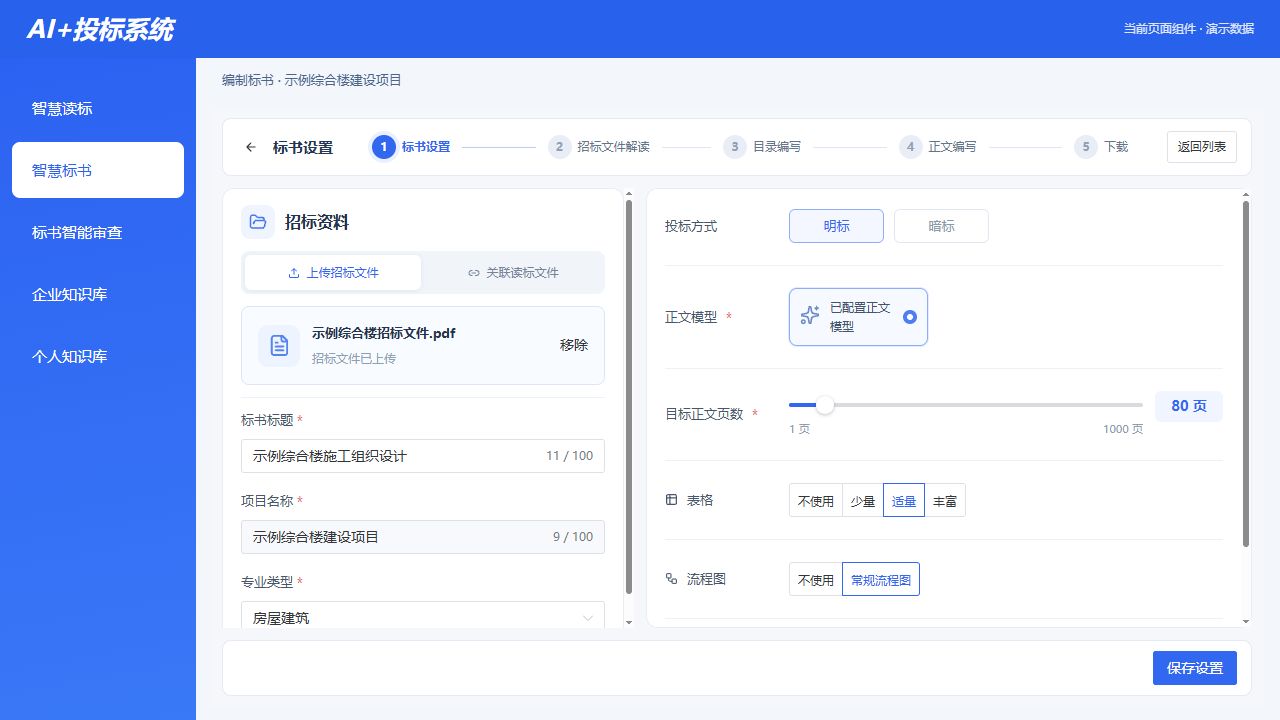 AI+投标系统
当前页面组件 · 演示数据
智慧读标
智慧标书
标书智能审查
企业知识库
个人知识库
编制标书 · 示例综合楼建设项目
标书设置
1 标书设置
2 招标文件解读
3 目录编写
4 正文编写
5 下载
返回列表
招标资料
上传招标文件
关联读标文件
示例综合楼招标文件.pdf
招标文件已上传
移除
标书标题 *
示例综合楼施工组织设计 11 / 100
项目名称 *
示例综合楼建设项目 9 / 100
专业类型 *
房屋建筑
投标方式 明标 暗标
正文模型 * 已配置正文
模型
目标正文页数 * 80 页
1 页 1000 页
表格 不使用 少量 适量 丰富
流程图 不使用 常规流程图
保存设置